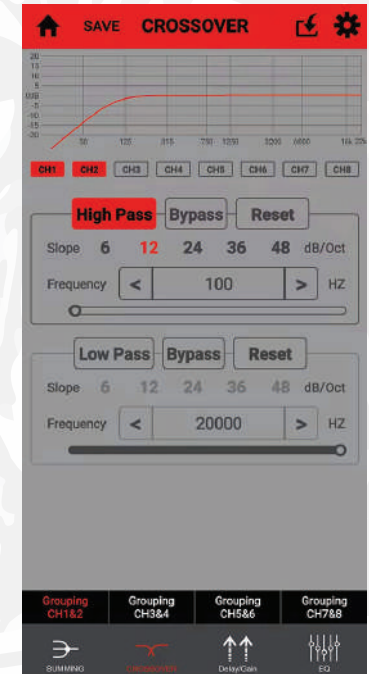 SAVE CROSSOVER
20
15
10
5
0dB
-5
-10
-15
-20
50 125 315 750 1250 3200 6000 16k 22k
CH1 CH2 CH3 CH4 CH5 CH6 CH7 CH8
High Pass Bypass Reset
Slope 6 12 24 36 48 dB/Oct
Frequency < 100 > HZ
Low Pass Bypass Reset
Slope 6 12 24 36 48 dB/Oct
Frequency < 20000 > HZ
Grouping Grouping Grouping Grouping
CH1&2 CH3&4 CH5&6 CH7&8
SUMMING CROSSOVER Delay/Gain EQ